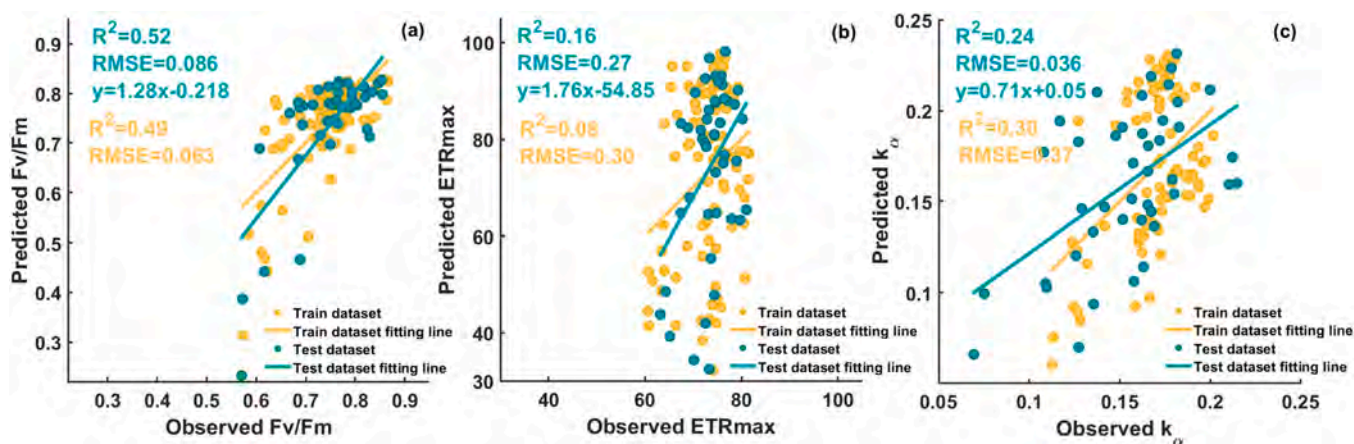 (a)
R²=0.52
RMSE=0.086
y=1.28x-0.218
R²=0.49
RMSE=0.063
0.9
0.8
0.7
0.6
0.5
0.4
0.3
Predicted Fv/Fm
Train dataset
Train dataset fitting line
Test dataset
Test dataset fitting line
0.3 0.4 0.5 0.6 0.7 0.8 0.9
Observed Fv/Fm
(b)
R²=0.16
RMSE=0.27
y=1.76x-54.85
R²=0.08
RMSE=0.30
100
80
60
40
30
Predicted ETRmax
Train dataset
Train dataset fitting line
Test dataset
Test dataset fitting line
40 60 80 100
Observed ETRmax
(c)
R²=0.24
RMSE=0.036
y=0.71x+0.05
R²=0.30
RMSE=0.37
0.25
0.2
0.15
0.1
Predicted kα
Train dataset
Train dataset fitting line
Test dataset
Test dataset fitting line
0.05 0.1 0.15 0.2 0.25
Observed kα